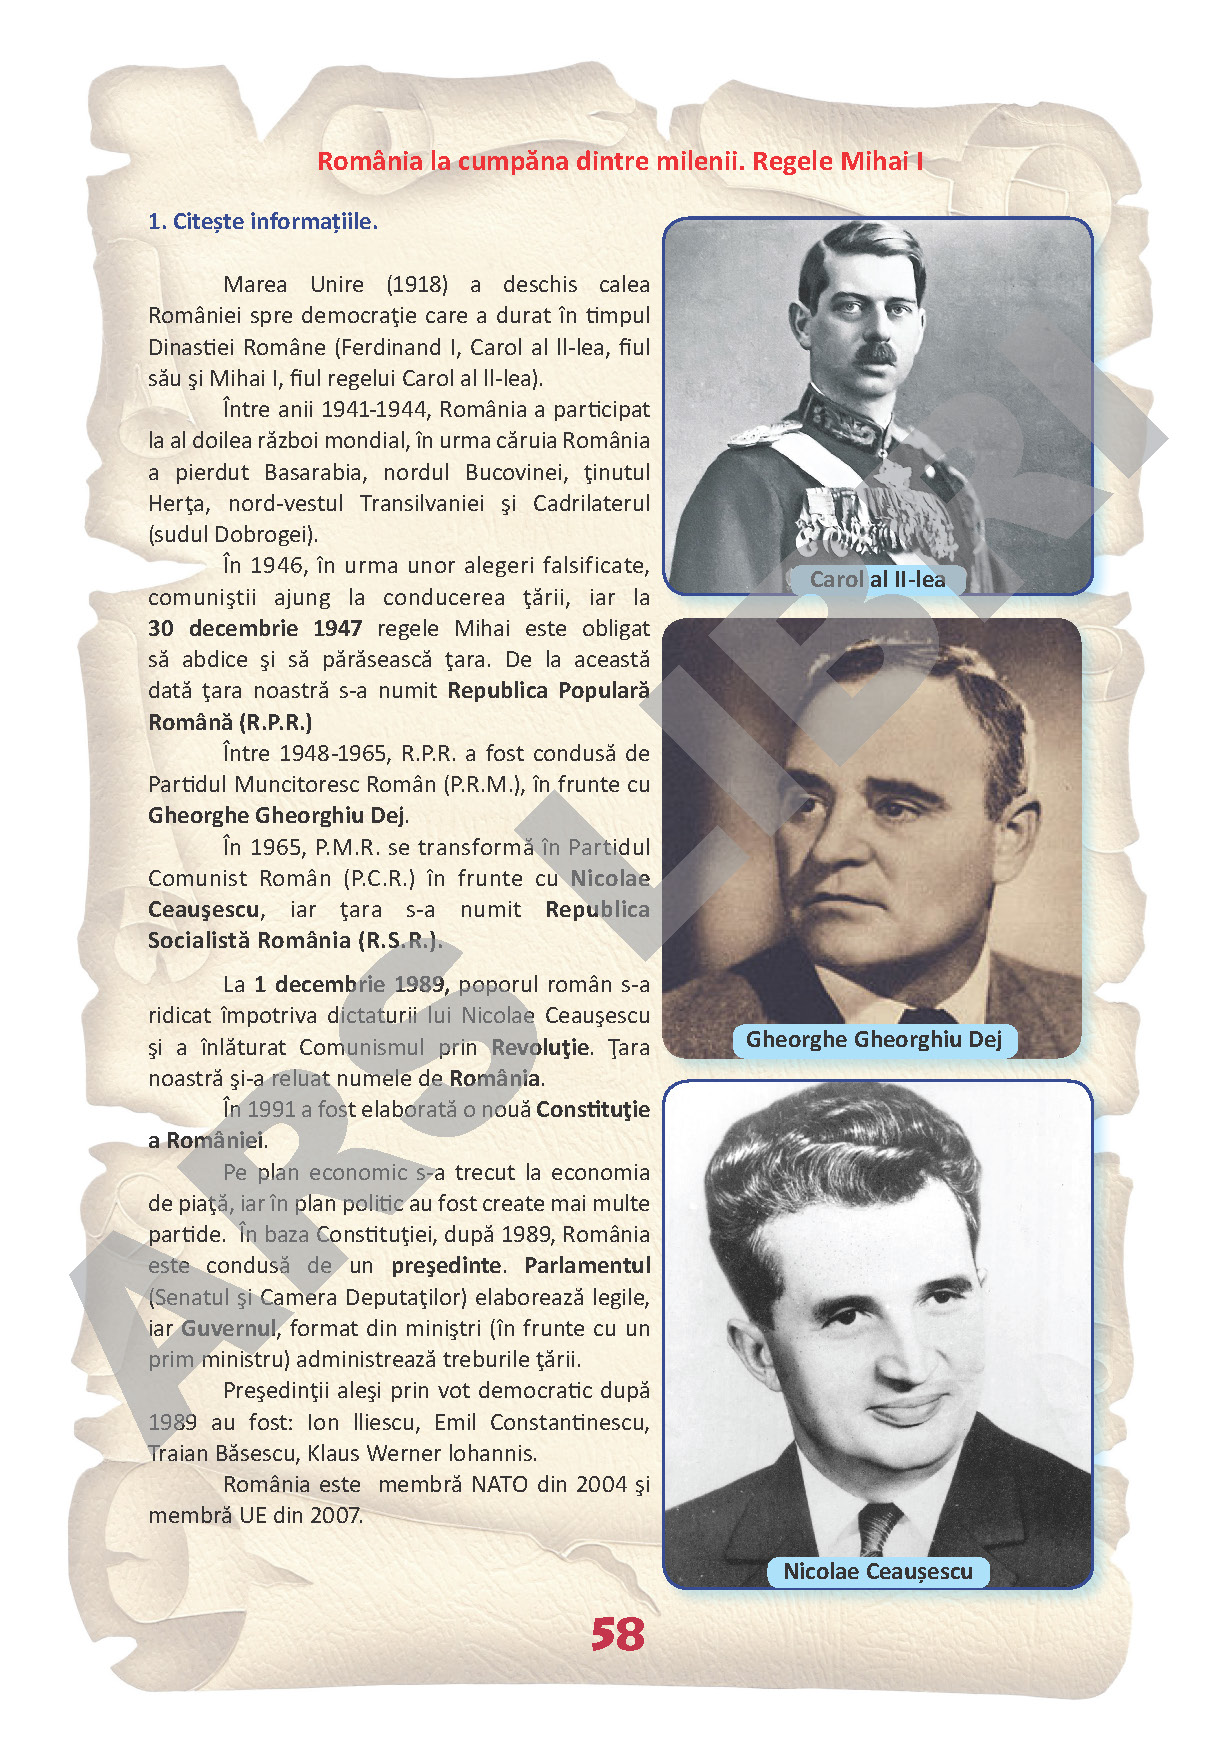 România la cumpăna dintre milenii. Regele Mihai I
1. Citește informațiile.
Marea Unire (1918) a deschis calea
României spre democraţie care a durat în timpul
Dinastiei Române (Ferdinand I, Carol al ll-lea, fiul
său şi Mihai I, fiul regelui Carol al ll-lea).
Între anii 1941-1944, România a participat
la al doilea război mondial, în urma căruia România
a pierdut Basarabia, nordul Bucovinei, ţinutul
Herţa, nord-vestul Transilvaniei şi Cadrilaterul
(sudul Dobrogei).
În 1946, în urma unor alegeri falsificate,
comuniştii ajung la conducerea ţării, iar la
30 decembrie 1947 regele Mihai este obligat
să abdice şi să părăsească ţara. De la această
dată ţara noastră s-a numit Republica Populară
Română (R.P.R.)
Între 1948-1965, R.P.R. a fost condusă de
Partidul Muncitoresc Român (P.R.M.), în frunte cu
Gheorghe Gheorghiu Dej.
În 1965, P.M.R. se transformă în Partidul
Comunist Român (P.C.R.) în frunte cu Nicolae
Ceauşescu, iar ţara s-a numit Republica
Socialistă România (R.S.R.).
La 1 decembrie 1989, poporul român s-a
ridicat împotriva dictaturii lui Nicolae Ceauşescu
şi a înlăturat Comunismul prin Revoluţie. Ţara
noastră şi-a reluat numele de România.
În 1991 a fost elaborată o nouă Constituţie
a României.
Pe plan economic s-a trecut la economia
de piaţă, iar în plan politic au fost create mai multe
partide. În baza Constituţiei, după 1989, România
este condusă de un preşedinte. Parlamentul
(Senatul şi Camera Deputaţilor) elaborează legile,
iar Guvernul, format din miniştri (în frunte cu un
prim ministru) administrează treburile ţării.
Preşedinţii aleşi prin vot democratic după
1989 au fost: Ion lliescu, Emil Constantinescu,
Traian Băsescu, Klaus Werner lohannis.
România este membră NATO din 2004 şi
membră UE din 2007.
Carol al II-lea
Gheorghe Gheorghiu Dej
Nicolae Ceaușescu
ARS LIBRI
58